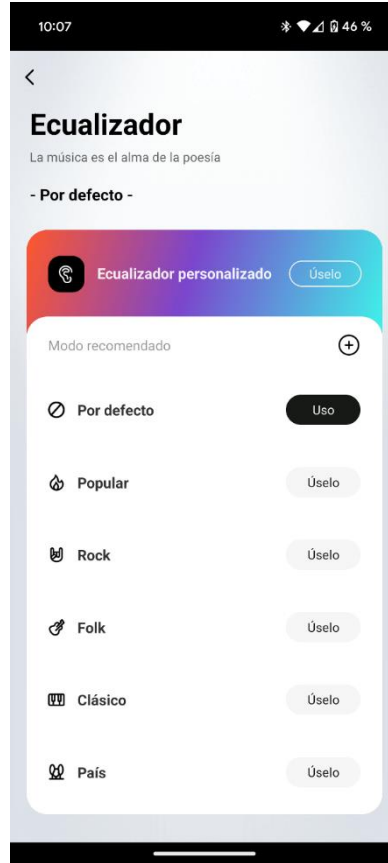 10:07
46 %
Ecualizador
La música es el alma de la poesía
- Por defecto -
Ecualizador personalizado Úselo
Modo recomendado
Por defecto Uso
Popular Úselo
Rock Úselo
Folk Úselo
Clásico Úselo
País Úselo